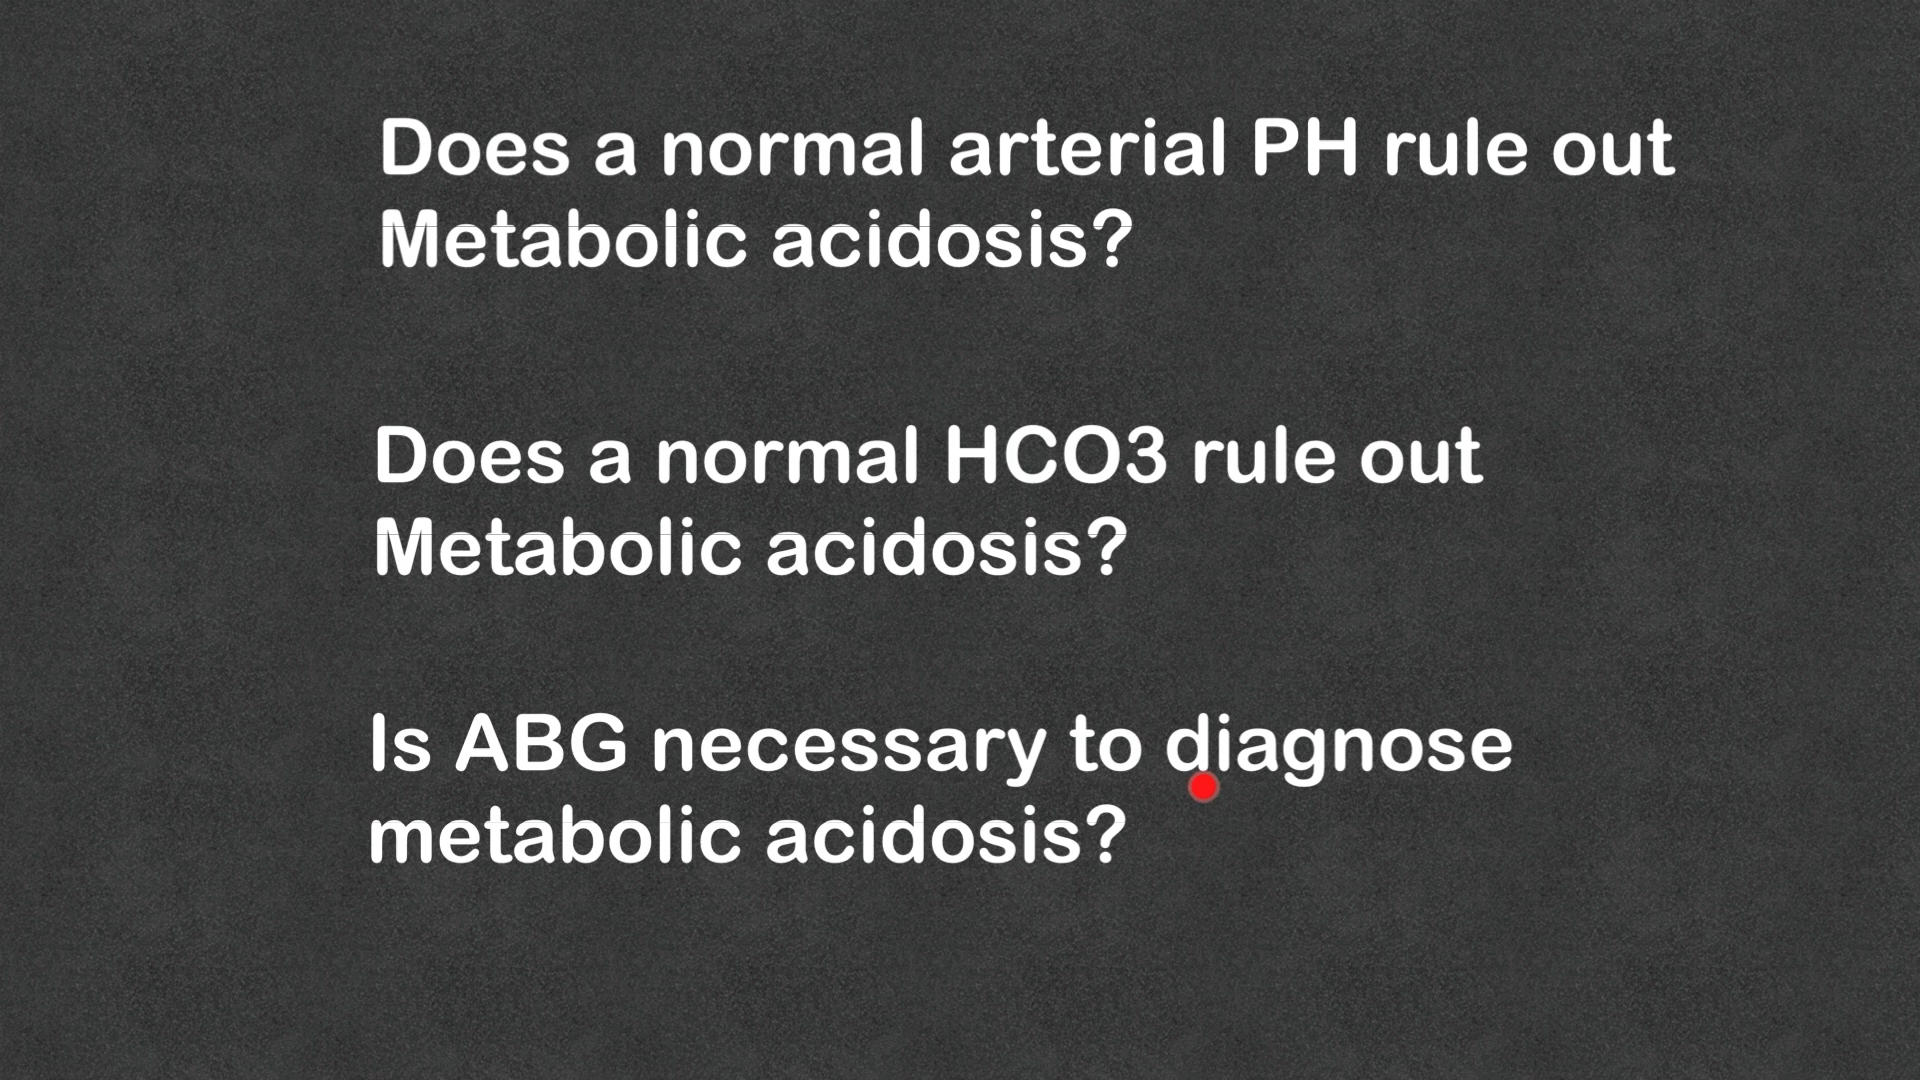 Does a normal arterial PH rule out
Metabolic acidosis?
Does a normal HCO3 rule out
Metabolic acidosis?
Is ABG necessary to diagnose
metabolic acidosis?